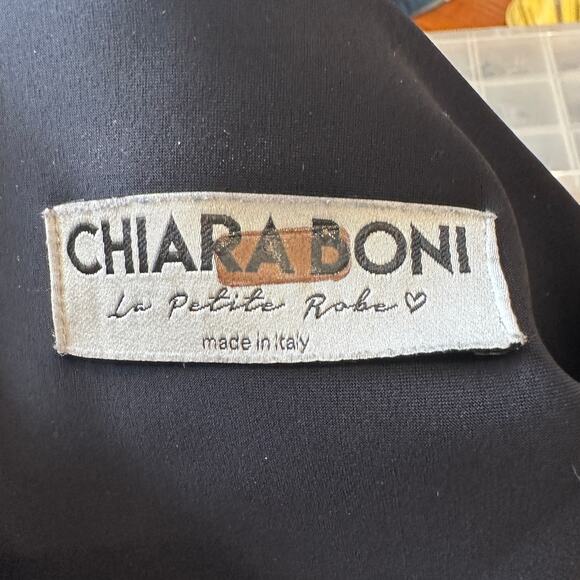 CHIARA BONI
La Petite Robe ♡
made in Italy